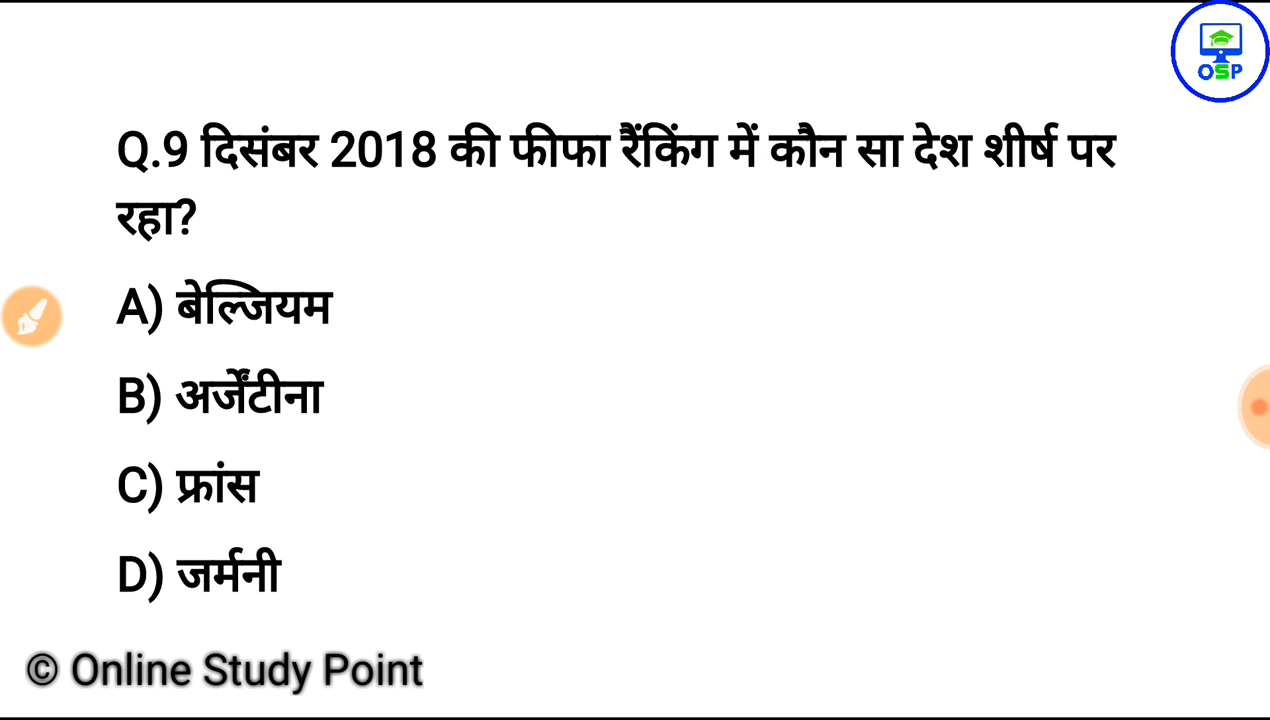 OSP
Q.9 दिसंबर 2018 की फीफा रैंकिंग में कौन सा देश शीर्ष पर
रहा?
A) बेल्जियम
B) अर्जेंटीना
C) फ्रांस
D) जर्मनी
© Online Study Point